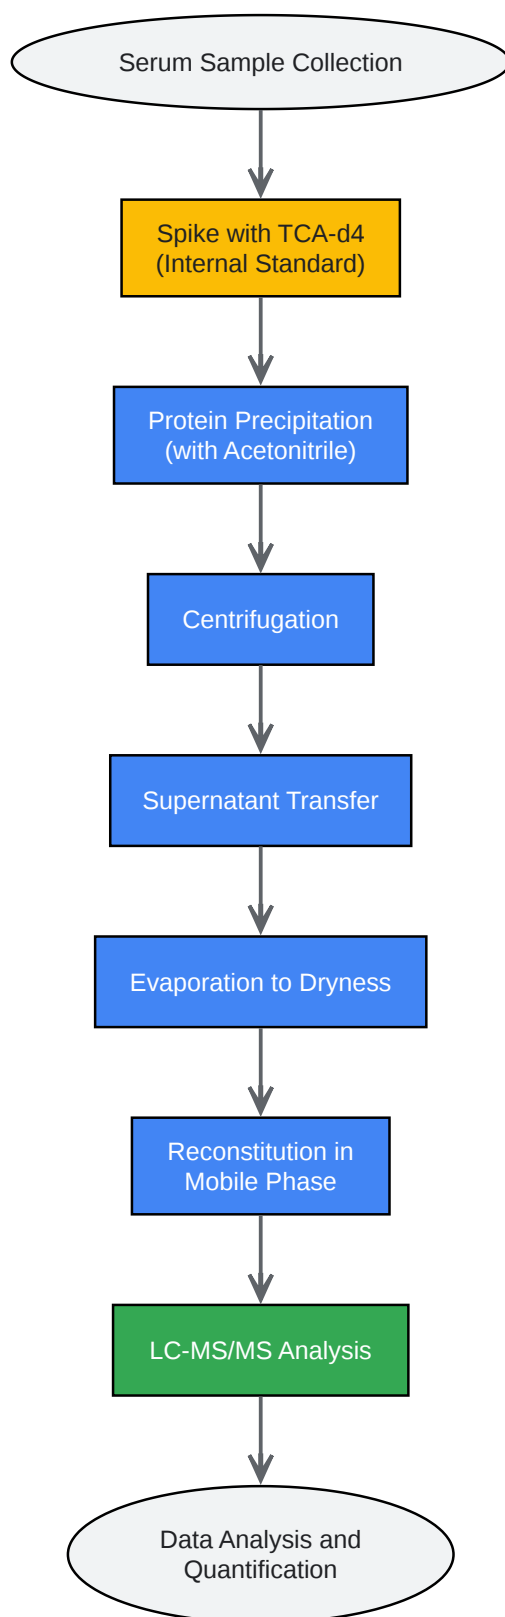 Serum Sample Collection
Spike with TCA-d4
(Internal Standard)
Protein Precipitation
(with Acetonitrile)
Centrifugation
Supernatant Transfer
Evaporation to Dryness
Reconstitution in
Mobile Phase
LC-MS/MS Analysis
Data Analysis and
Quantification